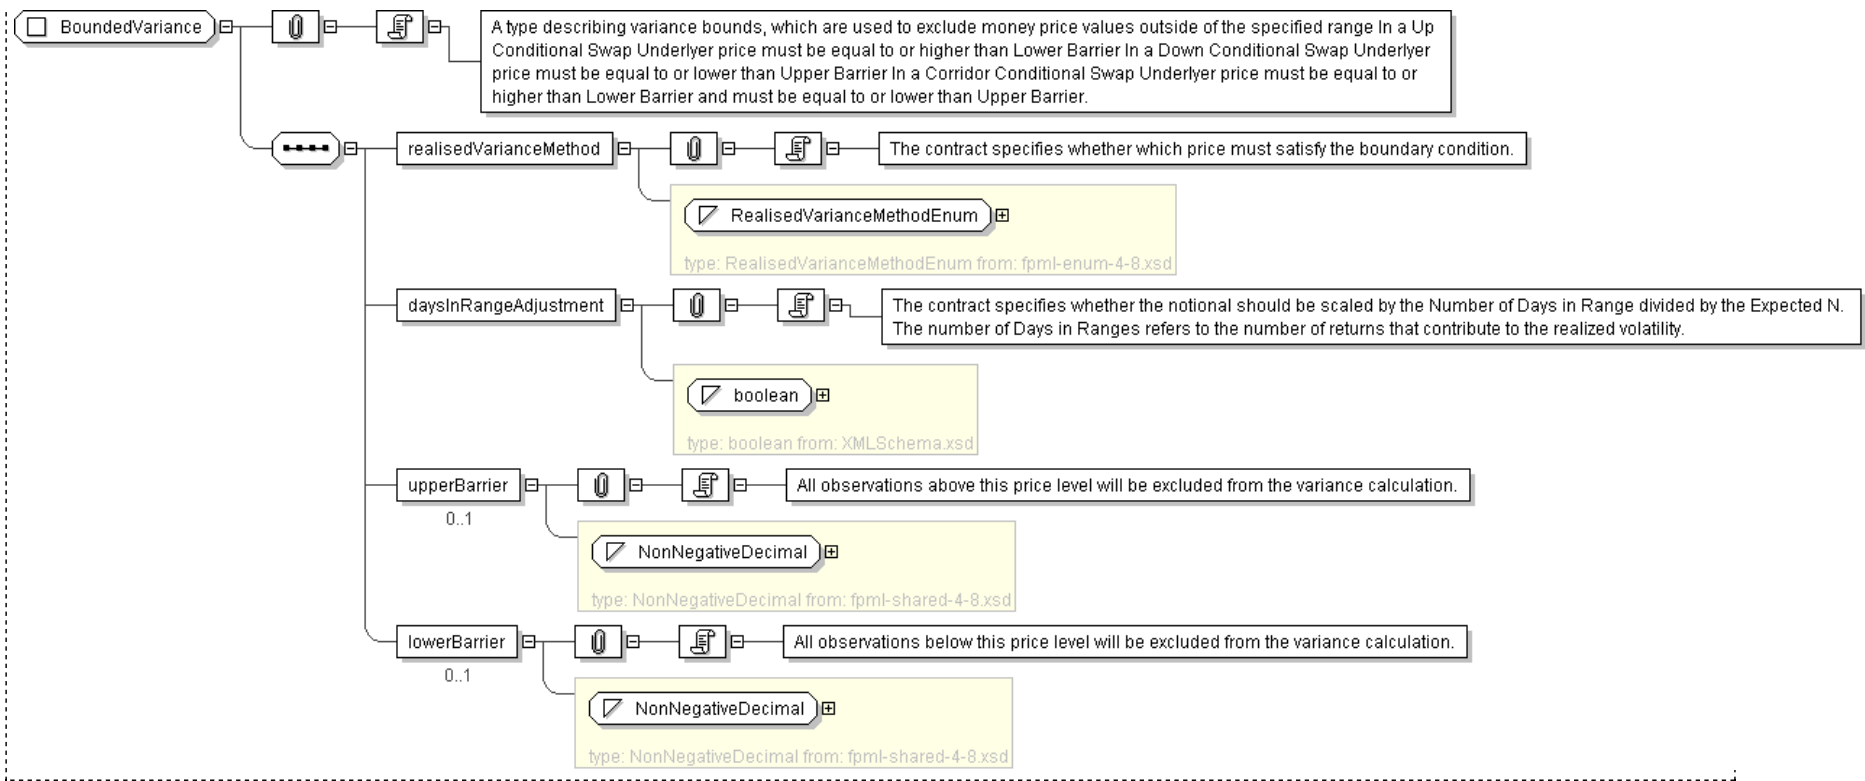 BoundedVariance
A type describing variance bounds, which are used to exclude money price values outside of the specified range In a Up
Conditional Swap Underlyer price must be equal to or higher than Lower Barrier In a Down Conditional Swap Underlyer
price must be equal to or lower than Upper Barrier In a Corridor Conditional Swap Underlyer price must be equal to or
higher than Lower Barrier and must be equal to or lower than Upper Barrier.
realisedVarianceMethod
The contract specifies whether which price must satisfy the boundary condition.
RealisedVarianceMethodEnum
type: RealisedVarianceMethodEnum from: fpml-enum-4-8.xsd
daysInRangeAdjustment
The contract specifies whether the notional should be scaled by the Number of Days in Range divided by the Expected N.
The number of Days in Ranges refers to the number of returns that contribute to the realized volatility.
boolean
type: boolean from: XMLSchema.xsd
upperBarrier
All observations above this price level will be excluded from the variance calculation.
0..1
NonNegativeDecimal
type: NonNegativeDecimal from: fpml-shared-4-8.xsd
lowerBarrier
All observations below this price level will be excluded from the variance calculation.
0..1
NonNegativeDecimal
type: NonNegativeDecimal from: fpml-shared-4-8.xsd